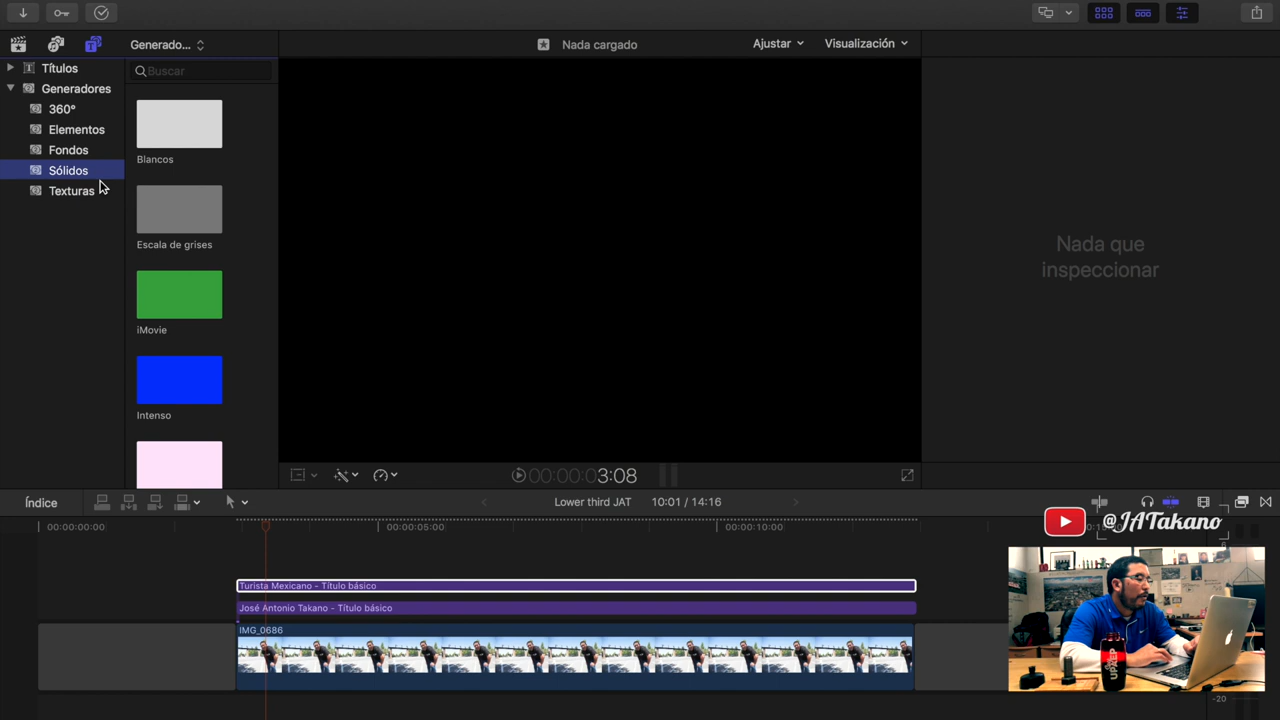 Generado...
Nada cargado
Ajustar
Visualización
Títulos
Generadores
360°
Elementos
Fondos
Sólidos
Texturas
Buscar
Blancos
Escala de grises
iMovie
Intenso
Nada que
inspeccionar
00:00:00:03:08
Índice
Lower third JAT
10:01 / 14:16
00:00:00:00
00:00:05:00
00:00:10:00
@JATakano
Turista Mexicano - Título básico
José Antonio Takano - Título básico
IMG_0686
UPAEP
-20